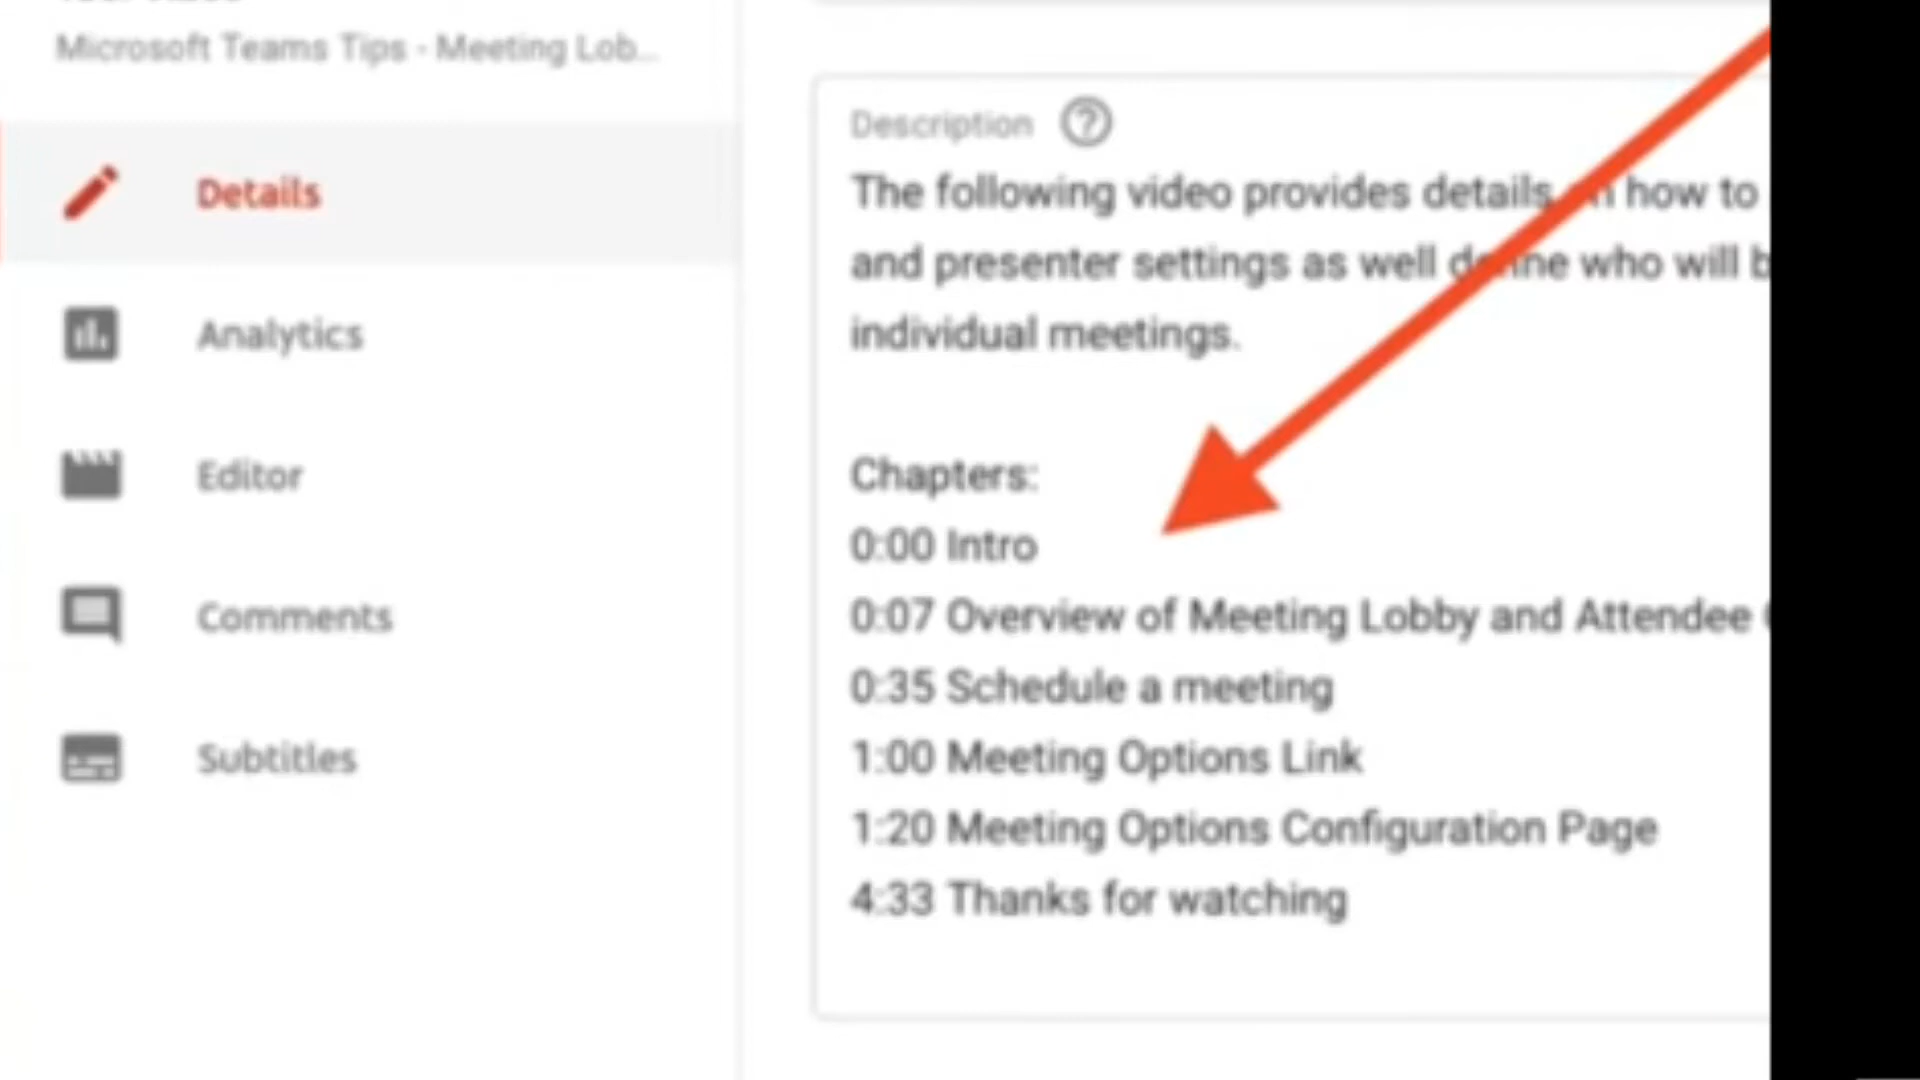 Microsoft Teams Tips - Meeting Lob...
Details
Analytics
Editor
Comments
Subtitles
Description
The following video provides details how to
and presenter settings as well define who will
individual meetings.
Chapters:
0:00 Intro
0:07 Overview of Meeting Lobby and Attendee
0:35 Schedule a meeting
1:00 Meeting Options Link
1:20 Meeting Options Configuration Page
4:33 Thanks for watching